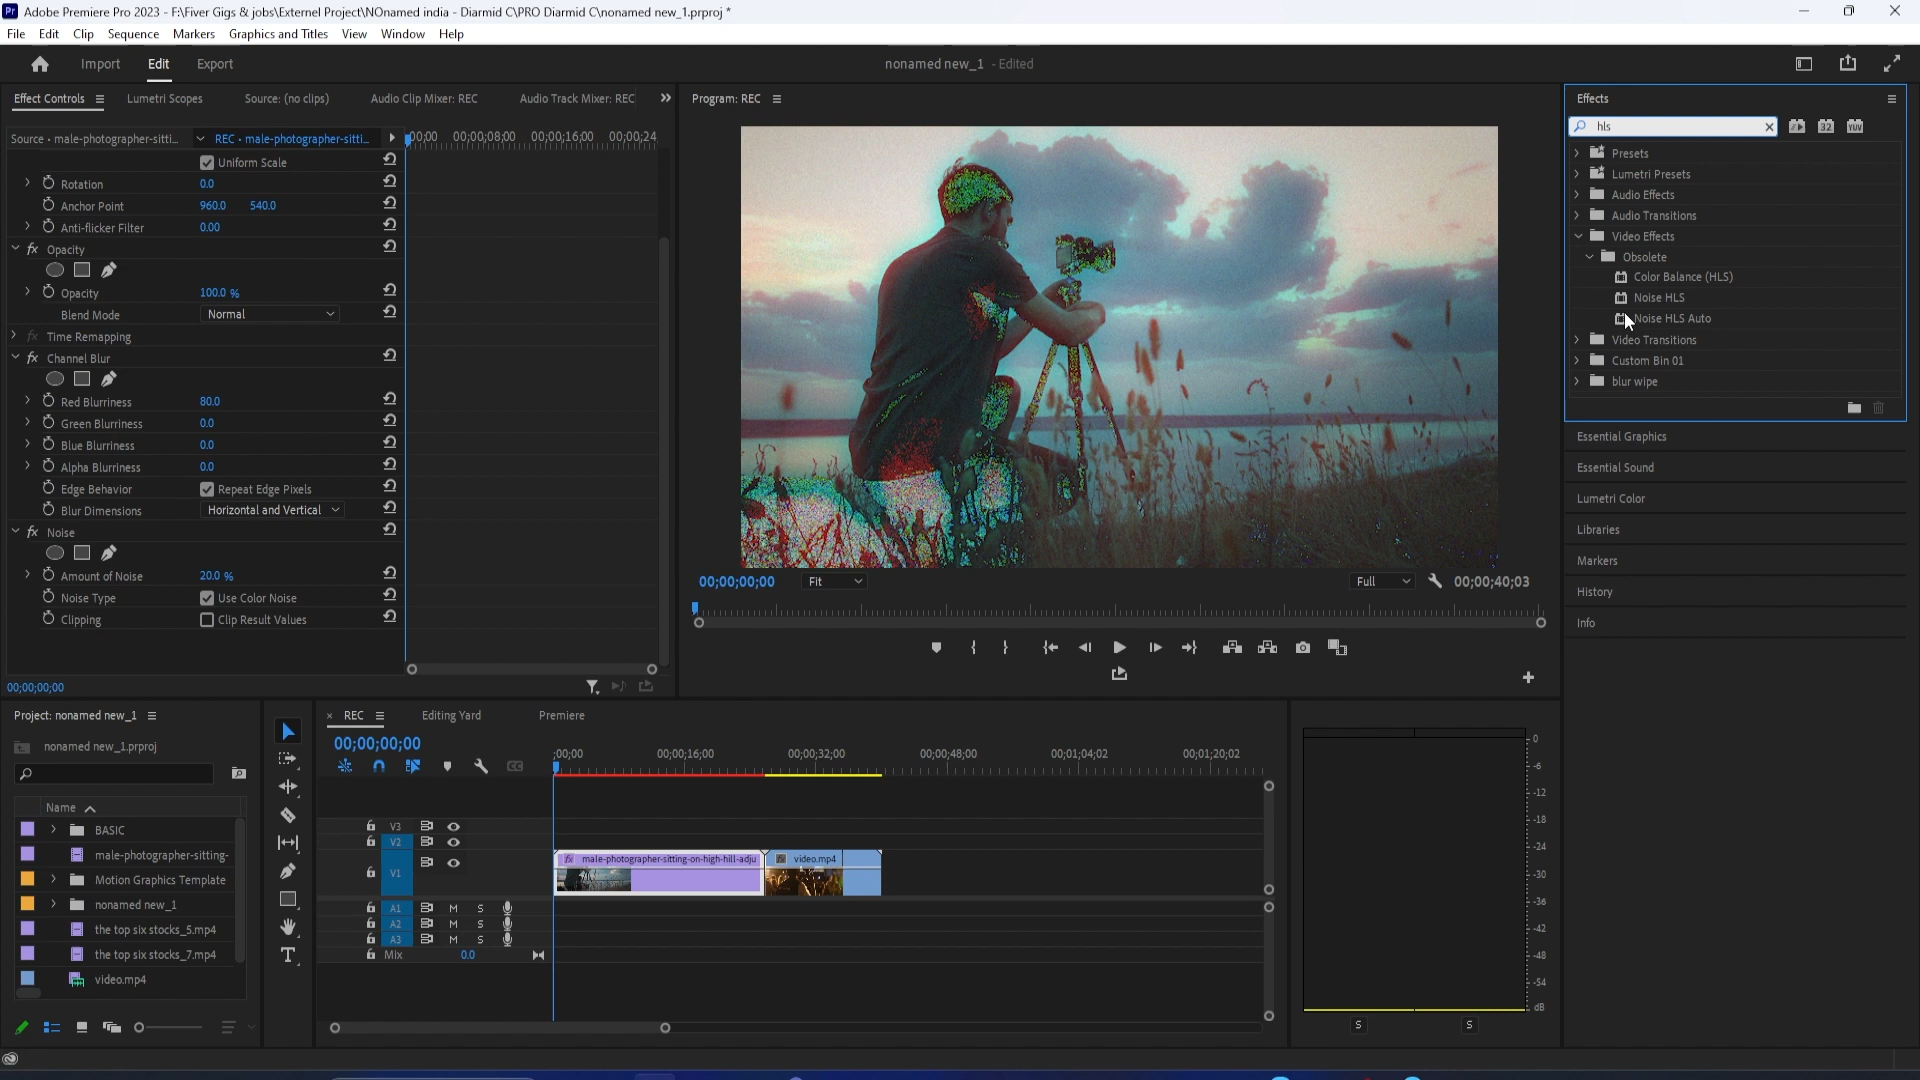 Adobe Premiere Pro 2023 - F:\Fiver Gigs & jobs\Externel Project\NOnamed india - Diarmid C\PRO Diarmid C\nonamed new_1.prproj *
File Edit Clip Sequence Markers Graphics and Titles View Window Help
Import Edit Export
nonamed new_1 - Edited
Effect Controls Lumetri Scopes Source: (no clips) Audio Clip Mixer: REC Audio Track Mixer: REC
Source • male-photographer-sitti... REC • male-photographer-sitti...
00;00 00;00;08;00 00;00;16;00 00;00;24
Uniform Scale
Rotation 0.0
Anchor Point 960.0 540.0
Anti-flicker Filter 0.00
fx Opacity
Opacity 100.0 %
Blend Mode Normal
fx Time Remapping
fx Channel Blur
Red Blurriness 80.0
Green Blurriness 0.0
Blue Blurriness 0.0
Alpha Blurriness 0.0
Edge Behavior Repeat Edge Pixels
Blur Dimensions Horizontal and Vertical
fx Noise
Amount of Noise 20.0 %
Noise Type Use Color Noise
Clipping Clip Result Values
00;00;00;00
Program: REC
00;00;00;00 Fit Full 00;00;40;03
Effects
hls
32 YUV
Presets
Lumetri Presets
Audio Effects
Audio Transitions
Video Effects
Obsolete
Color Balance (HLS)
Noise HLS
Noise HLS Auto
Video Transitions
Custom Bin 01
blur wipe
Essential Graphics
Essential Sound
Lumetri Color
Libraries
Markers
History
Info
Project: nonamed new_1
nonamed new_1.prproj
Name
BASIC
male-photographer-sitting-
Motion Graphics Template
nonamed new_1
the top six stocks_5.mp4
the top six stocks_7.mp4
video.mp4
REC Editing Yard Premiere
00;00;00;00
;00;00 00;00;16;00 00;00;32;00 00;00;48;00 00;01;04;02 00;01;20;02
V3
V2
V1
fx male-photographer-sitting-on-high-hill-adju fx video.mp4
A1 M S
A2 M S
A3 M S
Mix 0.0
0
-6
-12
-18
-24
-30
-36
-42
-48
-54
dB
S S